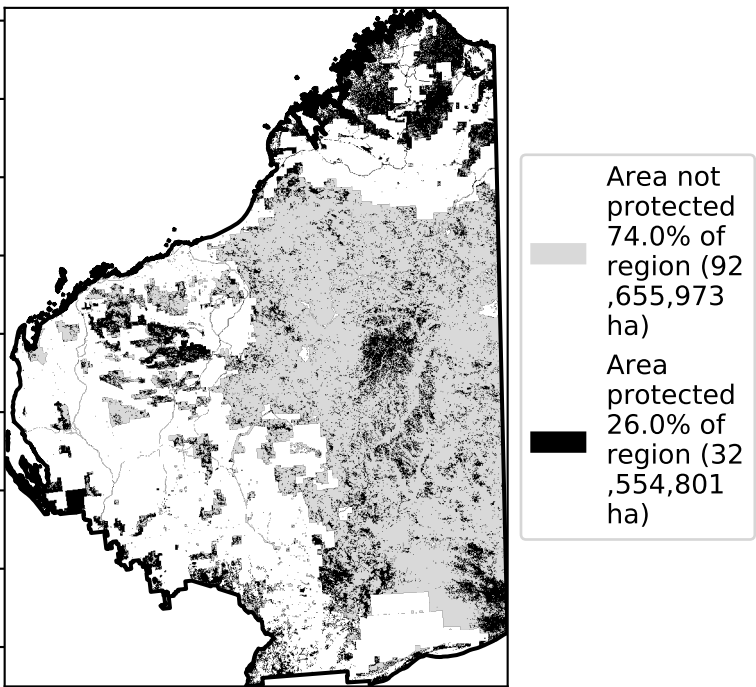 Area not
protected
74.0% of
region (92
,655,973
ha)
Area
protected
26.0% of
region (32
,554,801
ha)